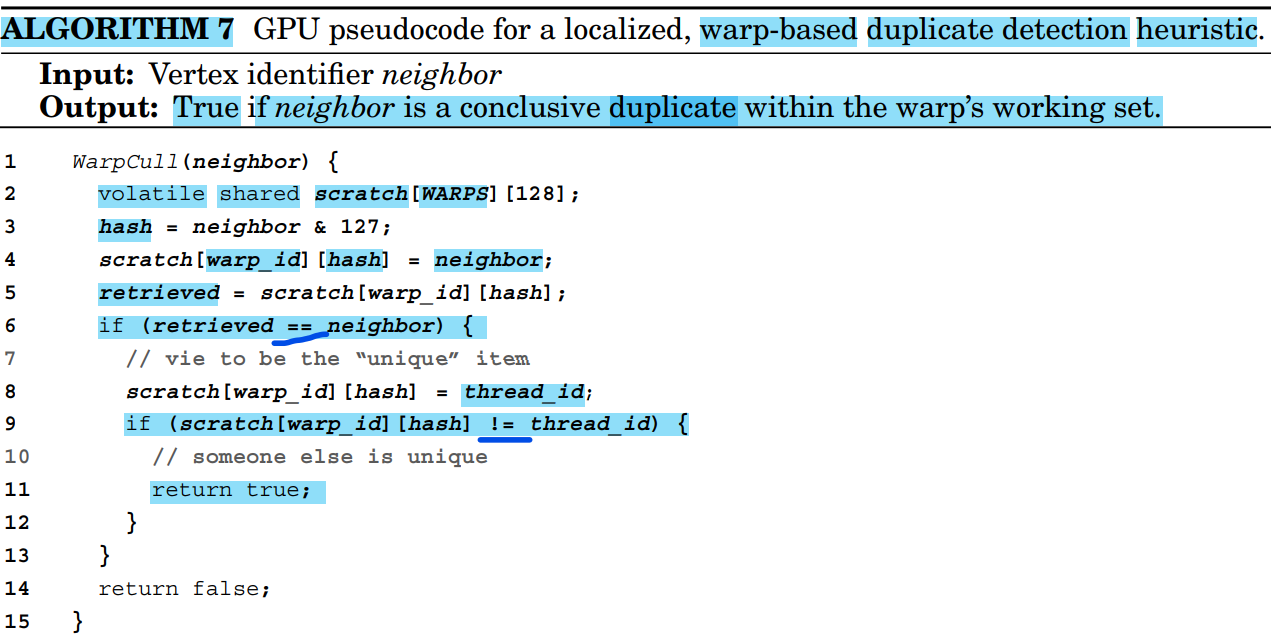 ALGORITHM 7 GPU pseudocode for a localized, warp-based duplicate detection heuristic.
Input: Vertex identifier neighbor
Output: True if neighbor is a conclusive duplicate within the warp’s working set.
1 WarpCull(neighbor) {
2 volatile shared scratch[WARPS][128];
3 hash = neighbor & 127;
4 scratch[warp_id][hash] = neighbor;
5 retrieved = scratch[warp_id][hash];
6 if (retrieved == neighbor) {
7 // vie to be the “unique” item
8 scratch[warp_id][hash] = thread_id;
9 if (scratch[warp_id][hash] != thread_id) {
10 // someone else is unique
11 return true;
12 }
13 }
14 return false;
15 }